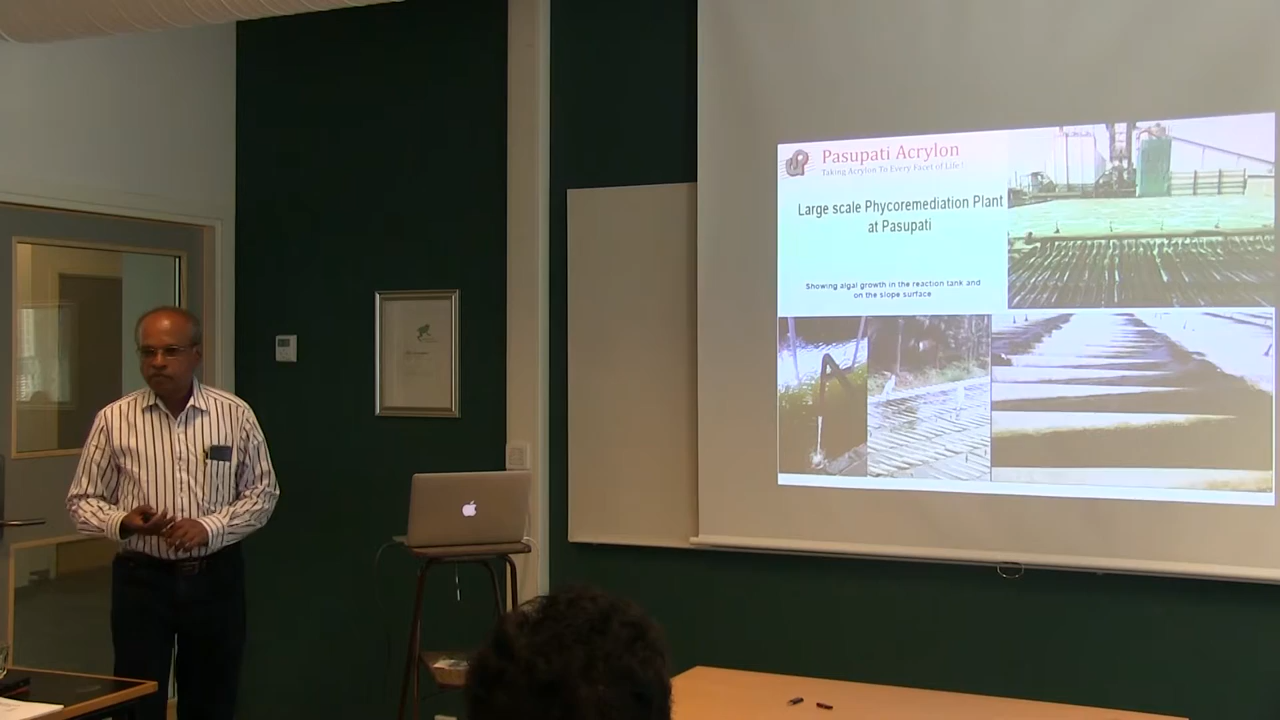 Pasupati Acrylon
Taking Acrylon To Every Facet of Life !
Large scale Phycoremediation Plant
at Pasupati
Showing algal growth in the reaction tank and
on the slope surface